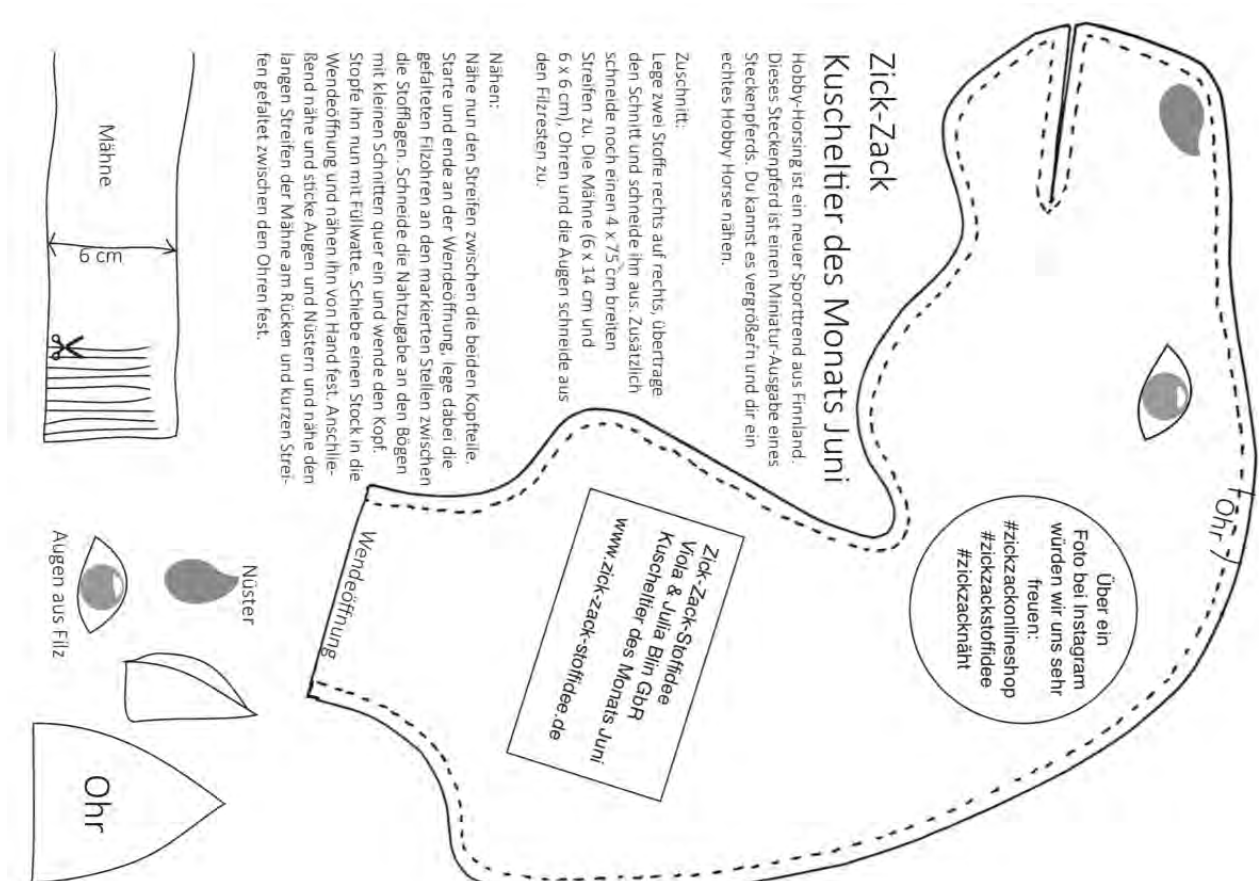 Zick-Zack
Kuscheltier des Monats Juni
Hobby-Horsing ist ein neuer Sporttrend aus Finnland.
Dieses Steckenpferd ist einen Miniatur-Ausgabe eines
Steckenpferds. Du kannst es vergrößern und dir ein
echtes Hobby Horse nähen.
Zuschnitt:
Lege zwei Stoffe rechts auf rechts, übertrage
den Schnitt und schneide ihn aus. Zusätzlich
schneide noch einen 4 x 75 cm breiten
Streifen zu. Die Mähne (6 x 14 cm und
6 x 6 cm), Ohren und die Augen schneide aus
den Filzresten zu.
Nähen:
Nähe nun den Streifen zwischen die beiden Kopfteile.
Starte und ende an der Wendeöffnung, lege dabei die
gefalteten Filzohren an den markierten Stellen zwischen
die Stofflagen. Schneide die Nahtzugabe an den Bögen
mit kleinen Schnitten quer ein und wende den Kopf.
Stopfe ihn nun mit Füllwatte. Schiebe einen Stock in die
Wendeöffnung und nähen ihn von Hand fest. Anschlie-
ßend nähe und sticke Augen und Nüstern und nähe den
langen Streifen der Mähne am Rücken und kurzen Strei-
fen gefaltet zwischen den Ohren fest.
Mähne
6 cm
Ohr
Über ein
Foto bei Instagram
würden wir uns sehr
freuen:
#zickzackonlineshop
#zickzackstoffidee
#zickzacknäht
Zick-Zack-Stoffidee
Viola & Julia Blin GbR
Kuscheltier des Monats Juni
www.zick-zack-stoffidee.de
Wendeöffnung
Nüster
Augen aus Filz
Ohr